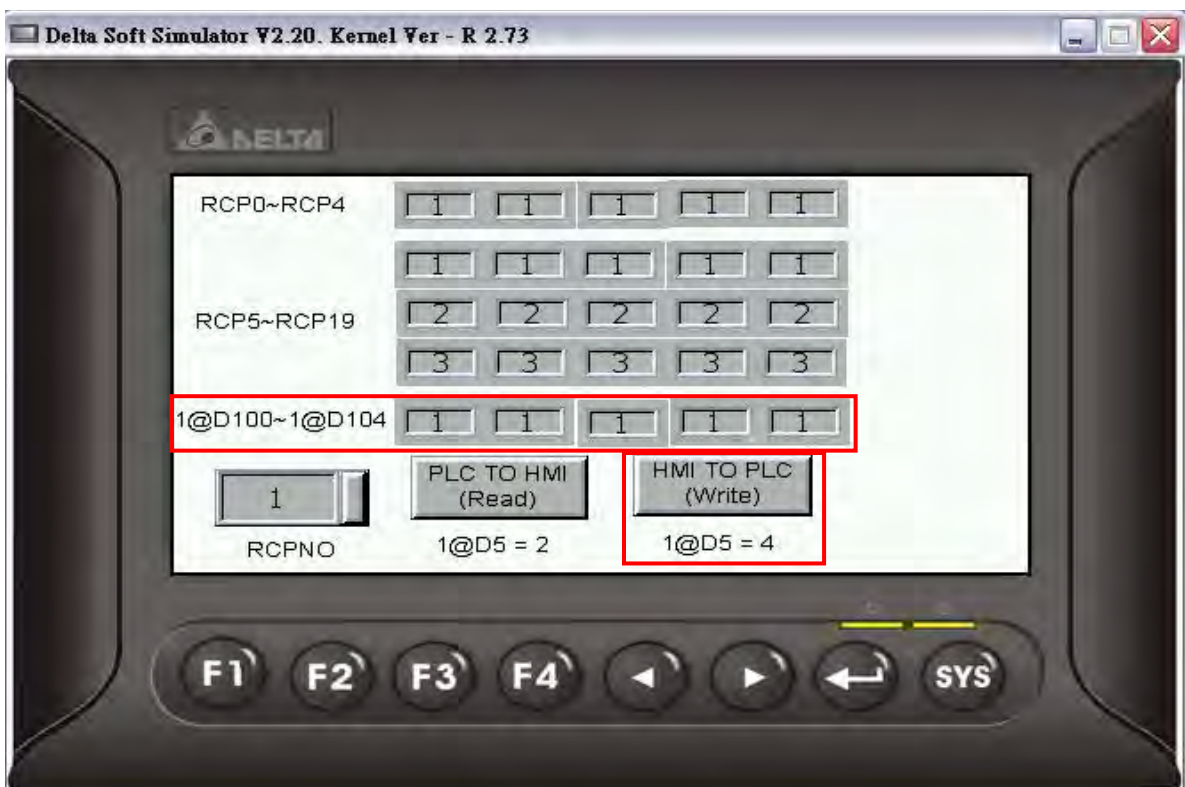 Delta Soft Simulator V2.20. Kernel Ver - R 2.73
DELTA
RCP0~RCP4 1 1 1 1 1
1 1 1 1 1
RCP5~RCP19 2 2 2 2 2
3 3 3 3 3
1@D100~1@D104 1 1 1 1 1
1 PLC TO HMI (Read) HMI TO PLC (Write)
RCPNO 1@D5 = 2 1@D5 = 4
F1 F2 F3 F4 SYS